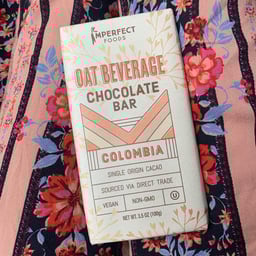 IMPERFECT
FOODS
OAT BEVERAGE
CHOCOLATE
BAR
COLOMBIA
SINGLE ORIGIN CACAO
SOURCED VIA DIRECT TRADE
VEGAN
NON-GMO
U
NET WT. 3.5 OZ (100g)